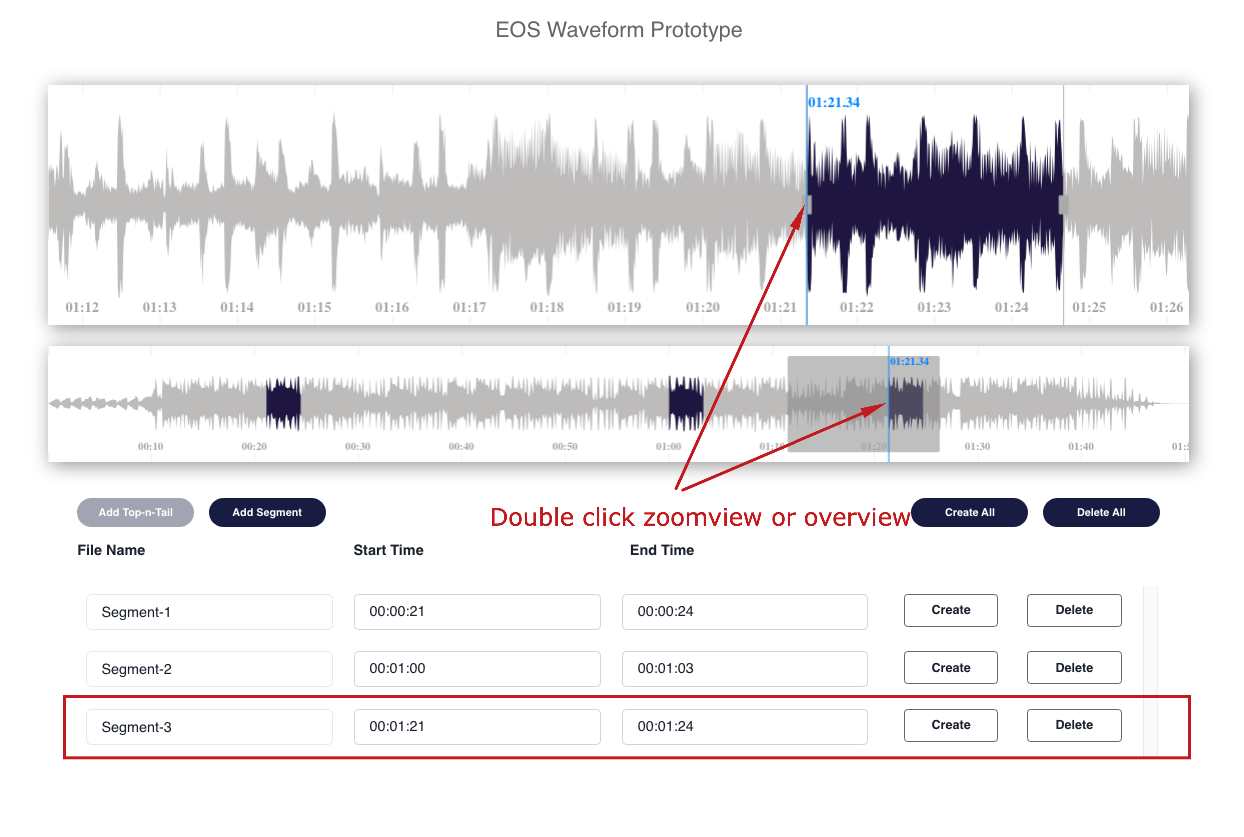 EOS Waveform Prototype
01:21.34
01:12 01:13 01:14 01:15 01:16 01:17 01:18 01:19 01:20 01:21 01:22 01:23 01:24 01:25 01:26
01:21.34
00:10 00:20 00:30 00:40 00:50 01:00 01:10 01:20 01:30 01:40
Add Top-n-Tail Add Segment Double click zoomview or overview Create All Delete All
File Name Start Time End Time
Segment-1 00:00:21 00:00:24 Create Delete
Segment-2 00:01:00 00:01:03 Create Delete
Segment-3 00:01:21 00:01:24 Create Delete